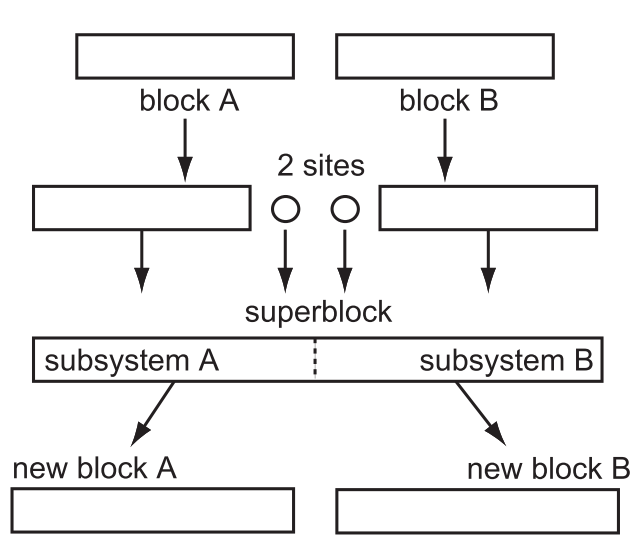 block A
block B
2 sites
superblock
subsystem A
subsystem B
new block A
new block B